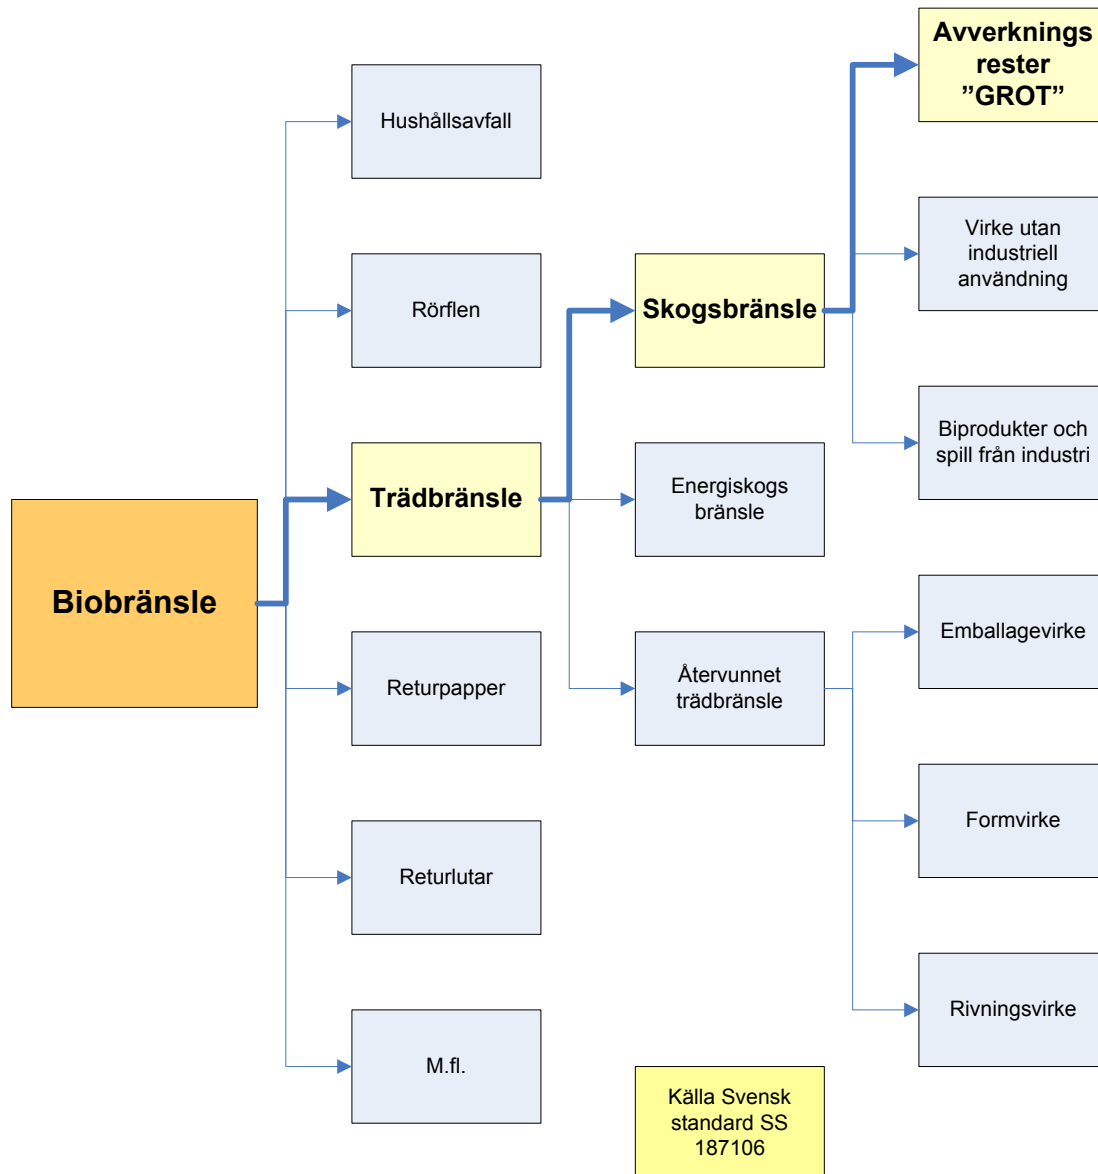 Biobränsle
Hushållsavfall
Rörflen
Trädbränsle
Returpapper
Returlutar
M.fl.
Skogsbränsle
Energiskogs
bränsle
Återvunnet
trädbränsle
Källa Svensk
standard SS
187106
Avverknings
rester
”GROT”
Virke utan
industriell
användning
Biprodukter och
spill från industri
Emballagevirke
Formvirke
Rivningsvirke